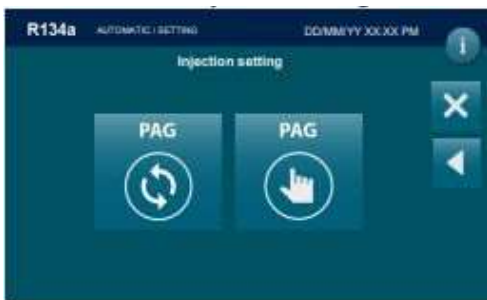 R134a AUTOMATIC / SETTING DD/MM/YY XX:XX PM
i
Injection setting
PAG PAG